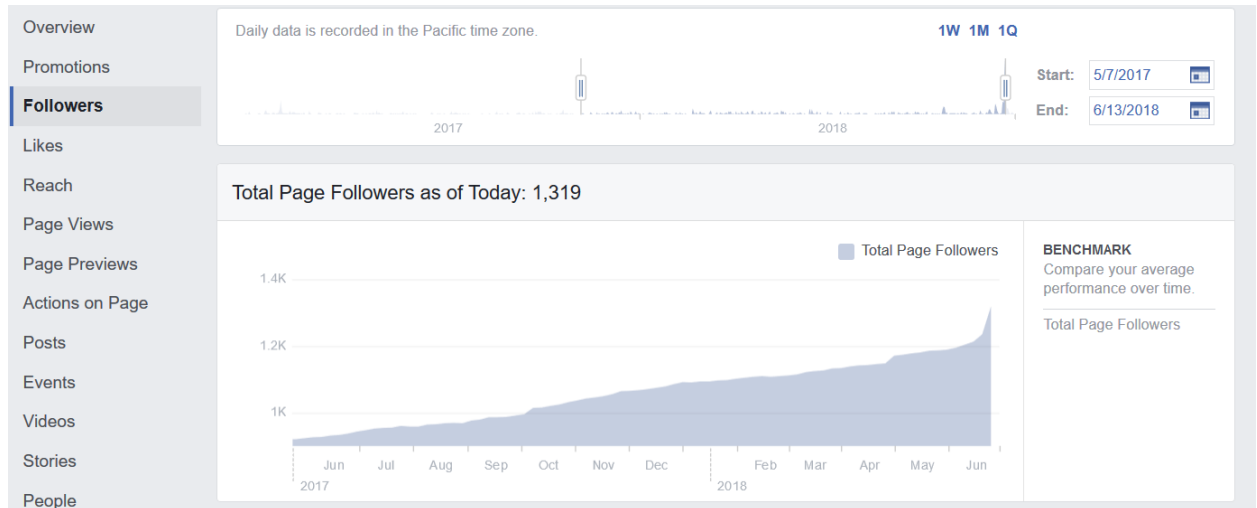 Overview
Promotions
Followers
Likes
Reach
Page Views
Page Previews
Actions on Page
Posts
Events
Videos
Stories
People
Daily data is recorded in the Pacific time zone.
1W 1M 1Q
Start: 5/7/2017
End: 6/13/2018
2017 2018
Total Page Followers as of Today: 1,319
Total Page Followers
1.4K
1.2K
1K
Jun Jul Aug Sep Oct Nov Dec Feb Mar Apr May Jun
2017 2018
BENCHMARK
Compare your average
performance over time.
Total Page Followers